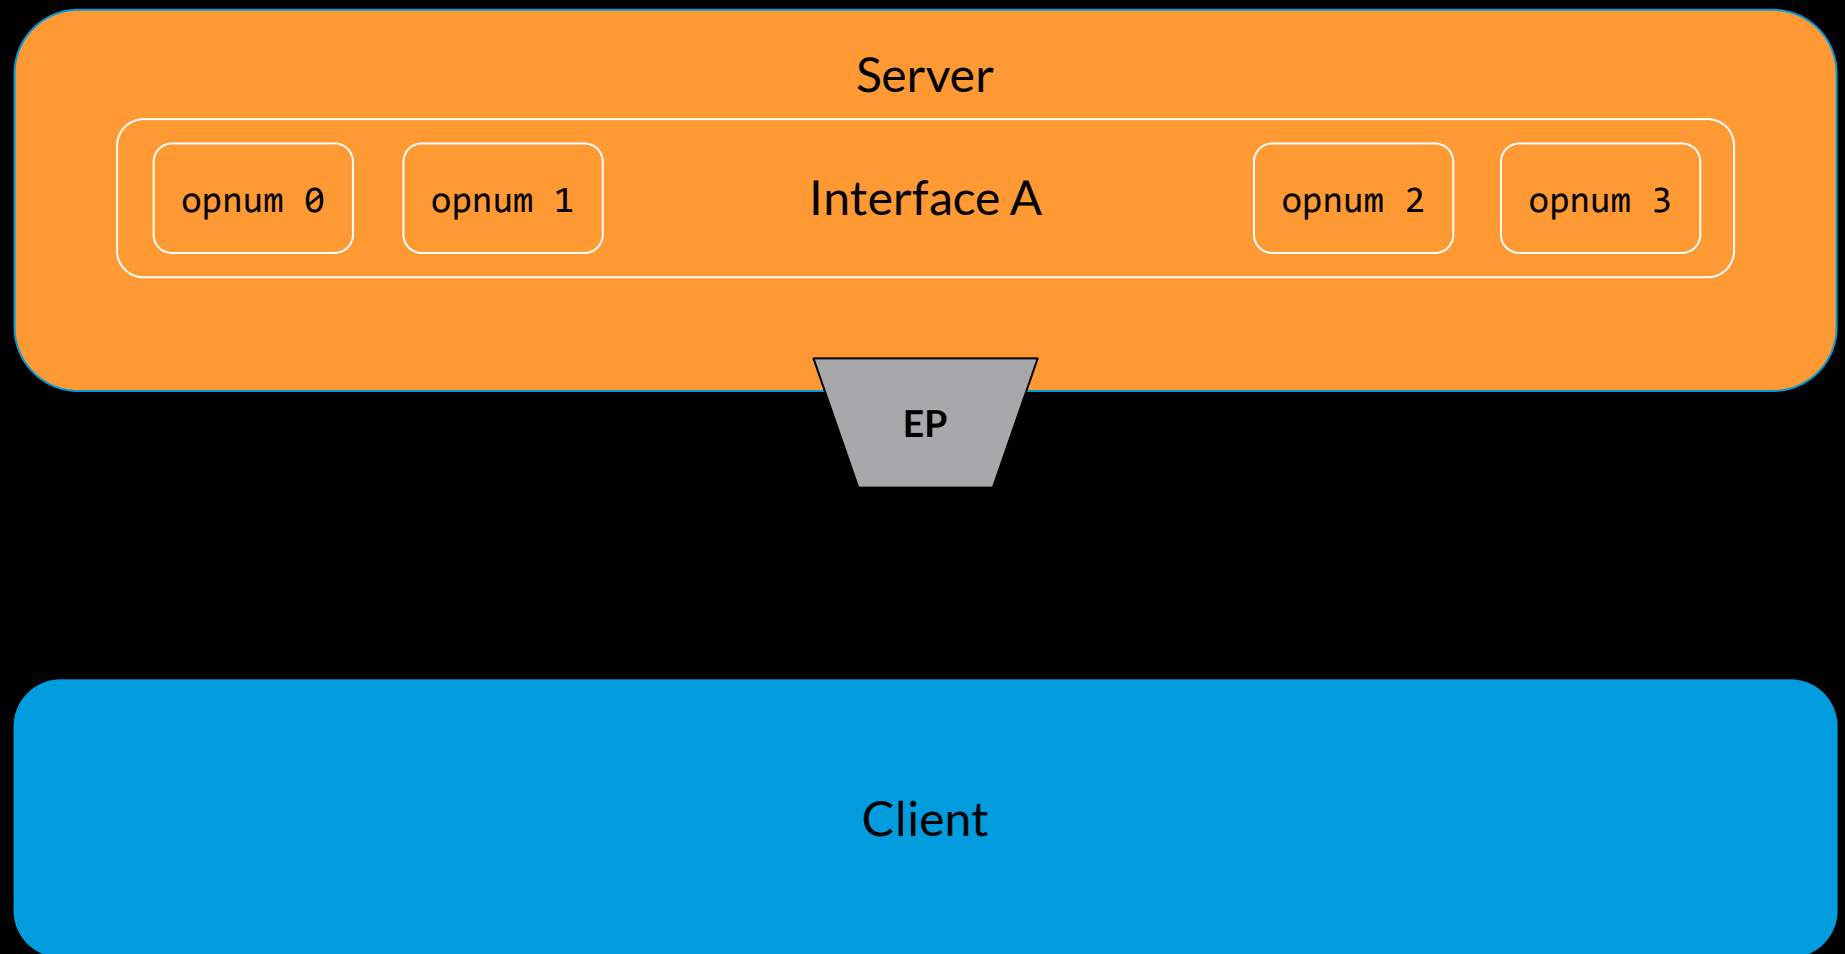 Server
opnum 0
opnum 1
Interface A
opnum 2
opnum 3
EP
Client